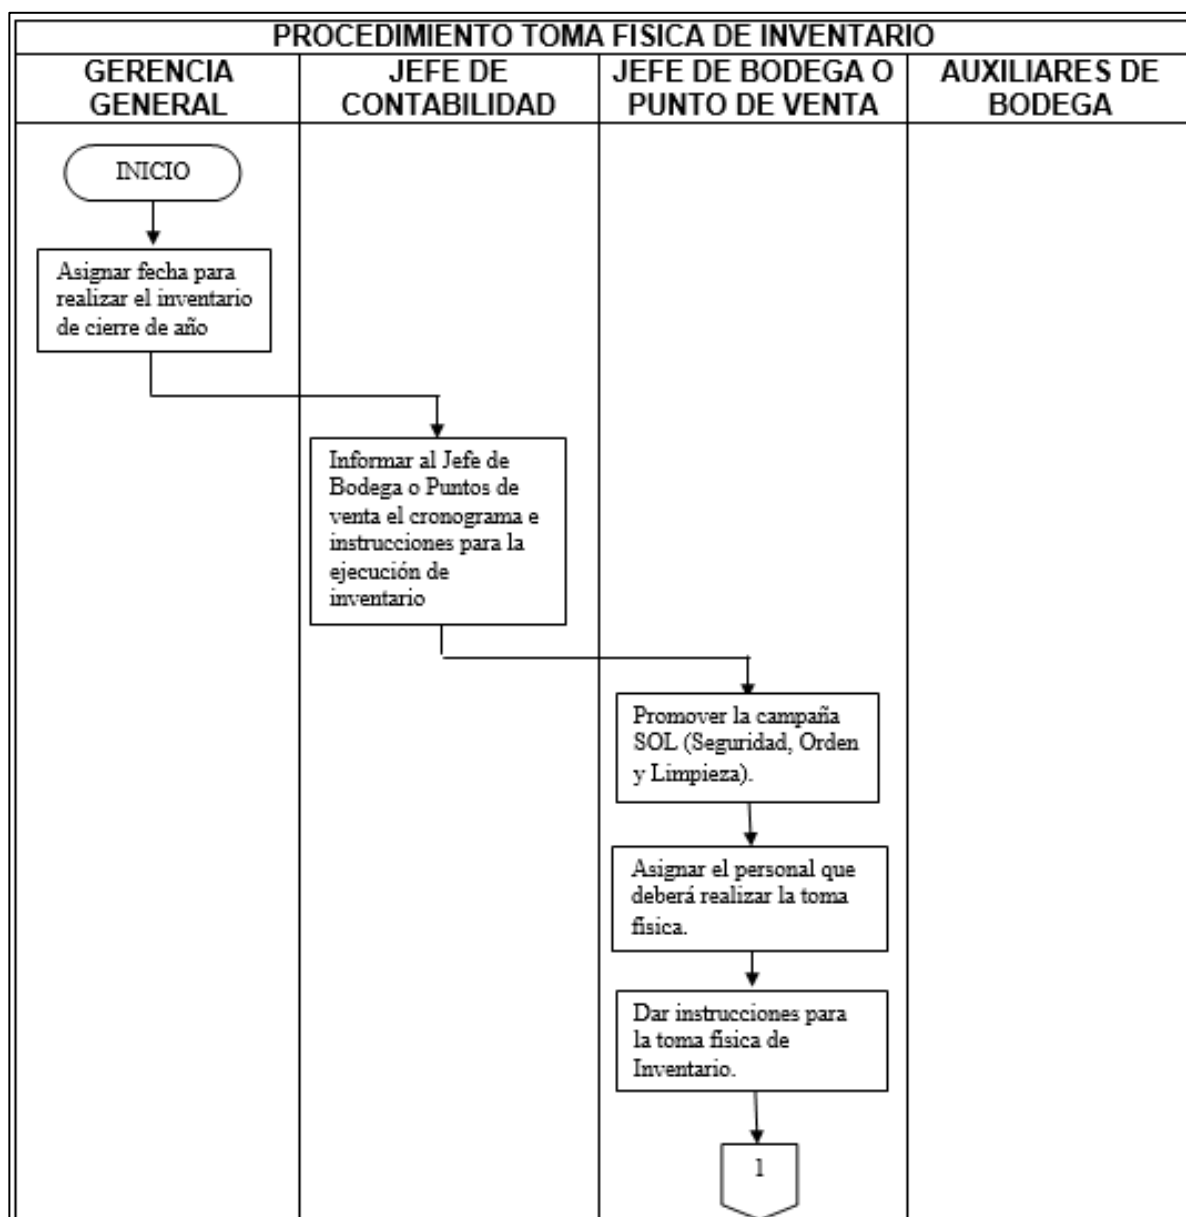 PROCEDIMIENTO TOMA FISICA DE INVENTARIO
GERENCIA
GENERAL
JEFE DE
CONTABILIDAD
JEFE DE BODEGA O
PUNTO DE VENTA
AUXILIARES DE
BODEGA
INICIO
Asignar fecha para
realizar el inventario
de cierre de año
Informar al Jefe de
Bodega o Puntos de
venta el cronograma e
instrucciones para la
ejecución de
inventario
Promover la campaña
SOL (Seguridad, Orden
y Limpieza).
Asignar el personal que
deberá realizar la toma
física.
Dar instrucciones para
la toma física de
Inventario.
1